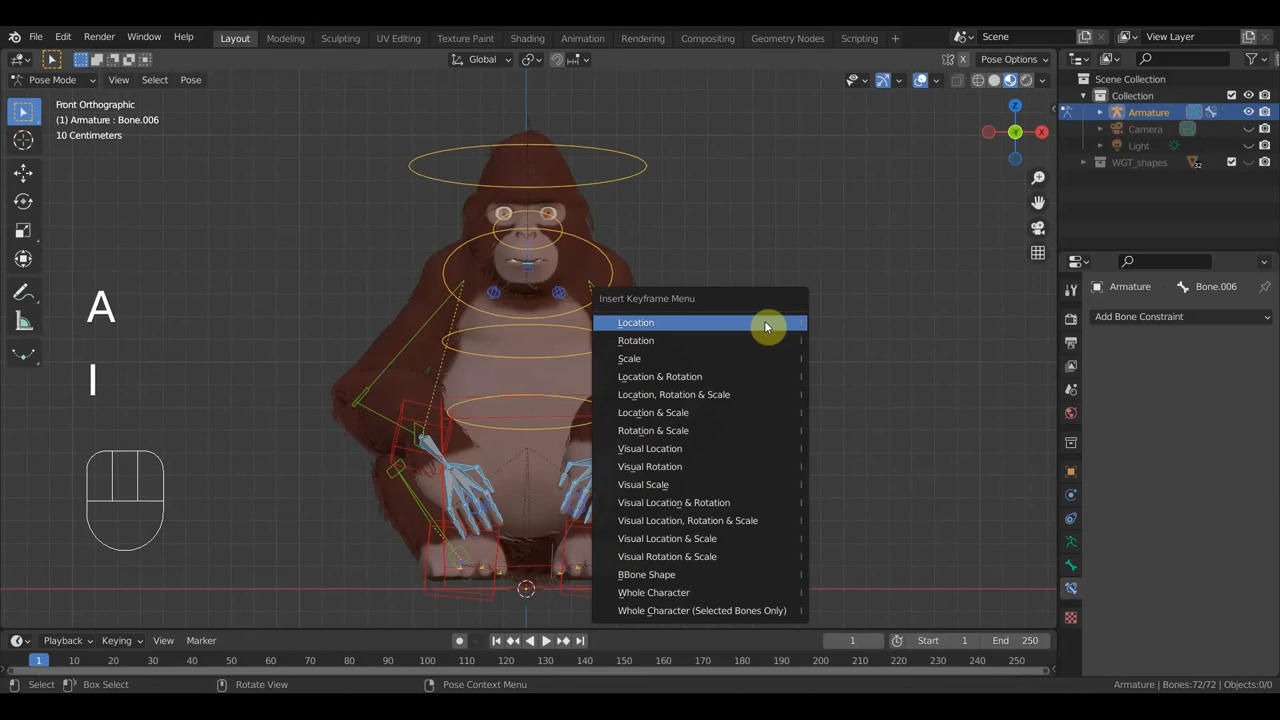 File Edit Render Window Help Layout Modeling Sculpting UV Editing Texture Paint Shading Animation Rendering Compositing Geometry Nodes Scripting + Scene View Layer
Global X Pose Options
Pose Mode View Select Pose
Front Orthographic
(1) Armature : Bone.006
10 Centimeters
Z
Y
X
Scene Collection
Collection
Armature
Camera
Light
WGT_shapes 32
Armature Bone.006
Add Bone Constraint
A
I
Insert Keyframe Menu
Location I
Rotation I
Scale I
Location & Rotation I
Location, Rotation & Scale I
Location & Scale I
Rotation & Scale I
Visual Location I
Visual Rotation I
Visual Scale I
Visual Location & Rotation I
Visual Location, Rotation & Scale I
Visual Location & Scale I
Visual Rotation & Scale I
BBone Shape I
Whole Character I
Whole Character (Selected Bones Only) I
Playback Keying View Marker 1 Start 1 End 250
1 10 20 30 40 50 60 70 80 90 100 110 120 130 140 150 160 170 180 190 200 210 220 230 240 250
Select Box Select Rotate View Pose Context Menu Armature | Bones:72/72 | Objects:0/0